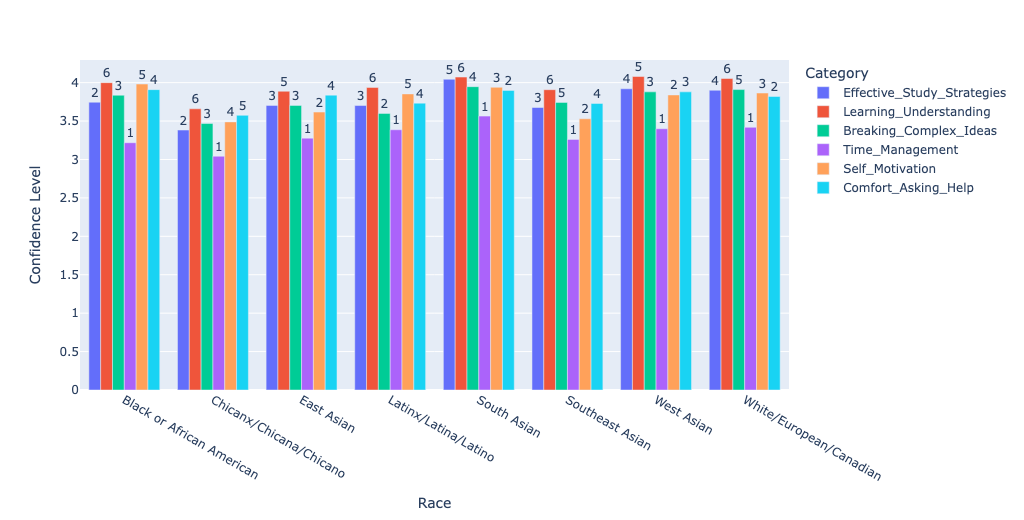 2 6 3 1 5 4
2 6 3 1 4 5
3 5 3 1 2 4
3 6 2 1 5 4
5 6 4 1 3 2
3 6 5 1 2 4
4 5 3 1 2 3
4 6 5 1 3 2
4
3.5
3
2.5
2
1.5
1
0.5
0
Confidence Level
Black or African American
Chicanx/Chicana/Chicano
East Asian
Latinx/Latina/Latino
South Asian
Southeast Asian
West Asian
White/European/Canadian
Race
Category
Effective_Study_Strategies
Learning_Understanding
Breaking_Complex_Ideas
Time_Management
Self_Motivation
Comfort_Asking_Help